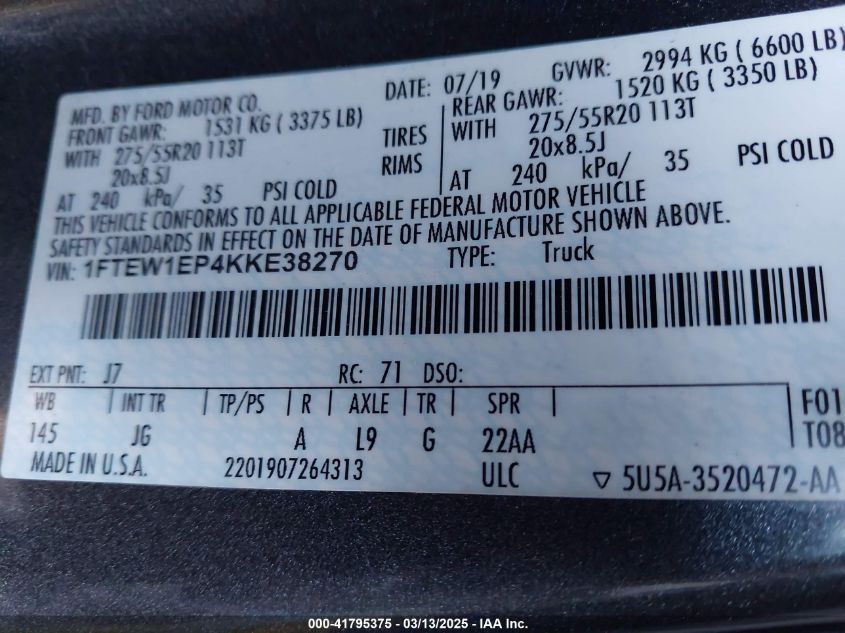 MFD. BY FORD MOTOR CO. DATE: 07/19 GVWR: 2994 KG ( 6600 LB)
FRONT GAWR: 1531 KG ( 3375 LB) REAR GAWR: 1520 KG ( 3350 LB)
WITH 275/55R20 113T TIRES WITH 275/55R20 113T
20x8.5J RIMS 20x8.5J
AT 240 kPa/ 35 PSI COLD AT 240 kPa/ 35 PSI COLD
THIS VEHICLE CONFORMS TO ALL APPLICABLE FEDERAL MOTOR VEHICLE
SAFETY STANDARDS IN EFFECT ON THE DATE OF MANUFACTURE SHOWN ABOVE.
VIN: 1FTEW1EP4KKE38270 TYPE: Truck
EXT PNT: J7 RC: 71 DSO:
WB INT TR TP/PS R AXLE TR SPR F01
145 JG A L9 G 22AA T08
MADE IN U.S.A. 2201907264313 ULC ▽ 5U5A-3520472-AA
000-41795375 - 03/13/2025 - IAA Inc.